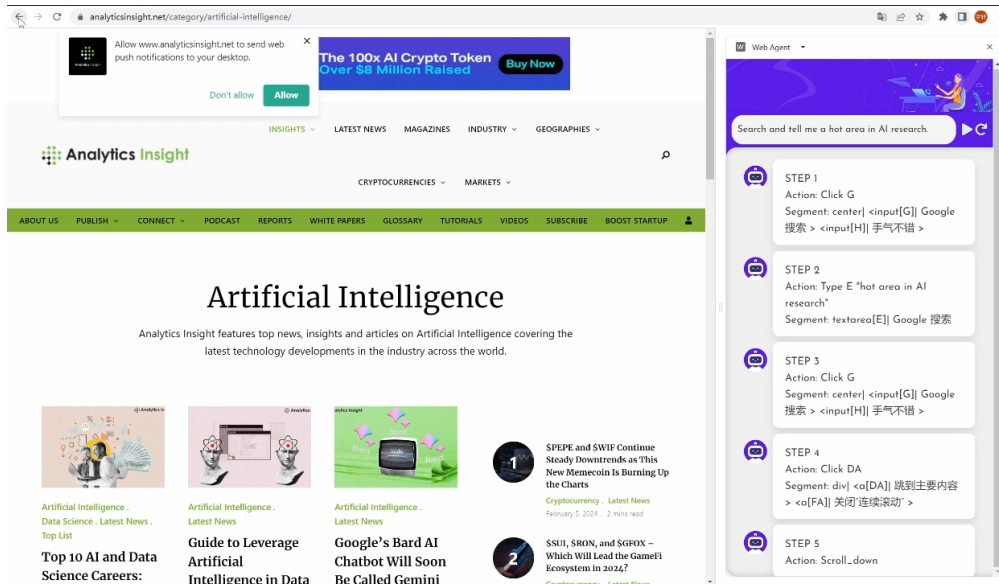 analyticsinsight.net/category/artificial-intelligence/
Allow www.analyticsinsight.net to send web
push notifications to your desktop.
Don't allow
Allow
The 100x AI Crypto Token
Over $8 Million Raised
Buy Now
INSIGHTS
LATEST NEWS
MAGAZINES
INDUSTRY
GEOGRAPHIES
Analytics Insight
CRYPTOCURRENCIES
MARKETS
ABOUT US
PUBLISH
CONNECT
PODCAST
REPORTS
WHITE PAPERS
GLOSSARY
TUTORIALS
VIDEOS
SUBSCRIBE
BOOST STARTUP
Artificial Intelligence
Analytics Insight features top news, insights and articles on Artificial Intelligence covering the
latest technology developments in the industry across the world.
Artificial Intelligence .
Data Science . Latest News .
Top List
Top 10 AI and Data
Science Careers:
Artificial Intelligence .
Latest News
Guide to Leverage
Artificial
Intelligence in Data
Bard
Bard
Artificial Intelligence .
Latest News
Google's Bard AI
Chatbot Will Soon
Be Called Gemini
1
$PEPE and $WIF Continue
Steady Downtrends as This
New Memecoin Is Burning Up
the Charts
Cryptocurrency . Latest News
February 5, 2024 . 2 mins read
2
$SUI, $RON, and $GFOX –
Which Will Lead the GameFi
Ecosystem in 2024?
Cryptocurrency . Latest News
W
Web Agent
Search and tell me a hot area in AI research.
STEP 1
Action: Click G
Segment: center| <input[G]| Google
搜索 > <input[H]| 手气不错 >
STEP 2
Action: Type E "hot area in AI
research"
Segment: textarea[E]| Google 搜索
STEP 3
Action: Click G
Segment: center| <input[G]| Google
搜索 > <input[H]| 手气不错 >
STEP 4
Action: Click DA
Segment: div| <a[DA]| 跳到主要内容
> <a[FA]| 关闭"连续滚动" >
STEP 5
Action: Scroll_down